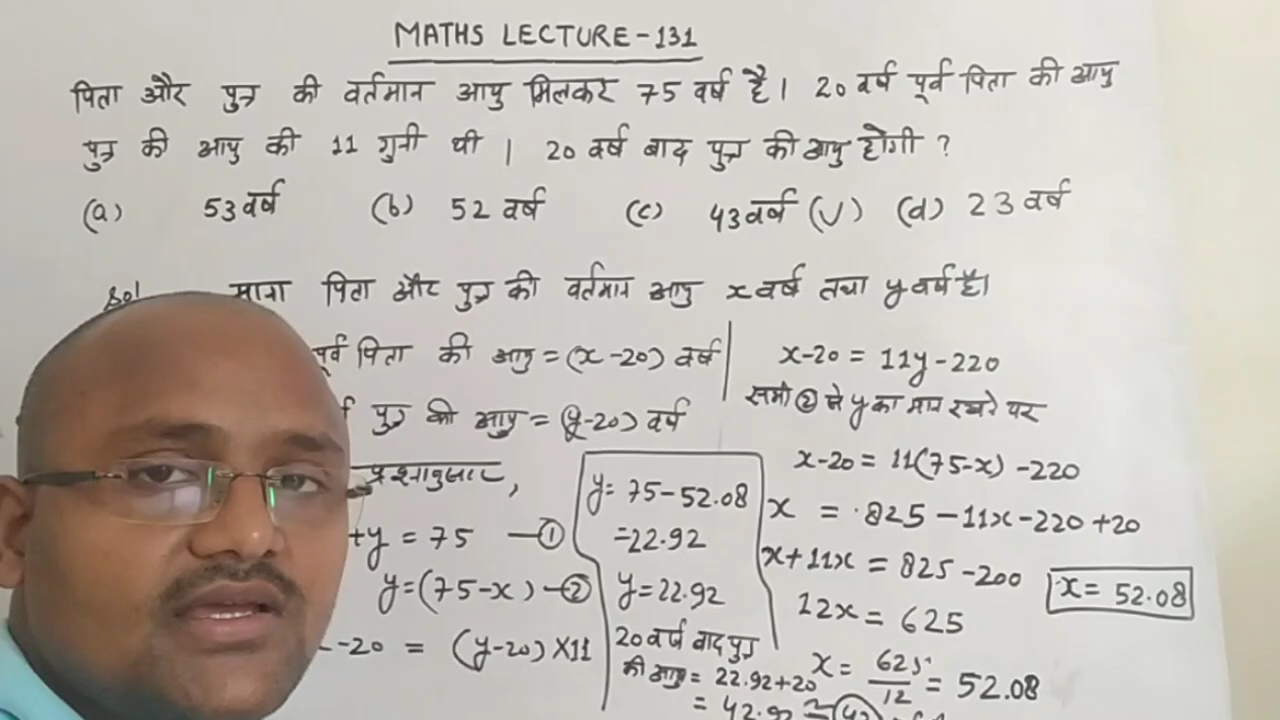 MATHS LECTURE-131
पिता और पुत्र की वर्तमान आयु मिलकर 75 वर्ष है। 20 वर्ष पूर्व पिता की आयु
पुत्र की आयु की 11 गुनी थी । 20 वर्ष बाद पुत्र की आयु होगी ?
(a) 53 वर्ष (b) 52 वर्ष (c) 43 वर्ष (√) (d) 23 वर्ष
Sol माना पिता और पुत्र की वर्तमान आयु x वर्ष तथा y वर्ष है।
पूर्व पिता की आयु = (x-20) वर्ष
पुत्र की आयु = (y-20) वर्ष
प्रश्नानुसार,
+y = 75 —①
y=(75-x)—②
-20 = (y-20)×11
y= 75-52.08
=22.92
y=22.92
20 वर्ष बाद पुत्र
की आयु = 22.92+20
= 42.92
x-20 = 11y-220
समी ② से y का मान रखने पर
x-20 = 11(75-x) -220
x = 825-11x-220+20
x+11x = 825-200
12x = 625
x = 625/12 = 52.08
x = 52.08